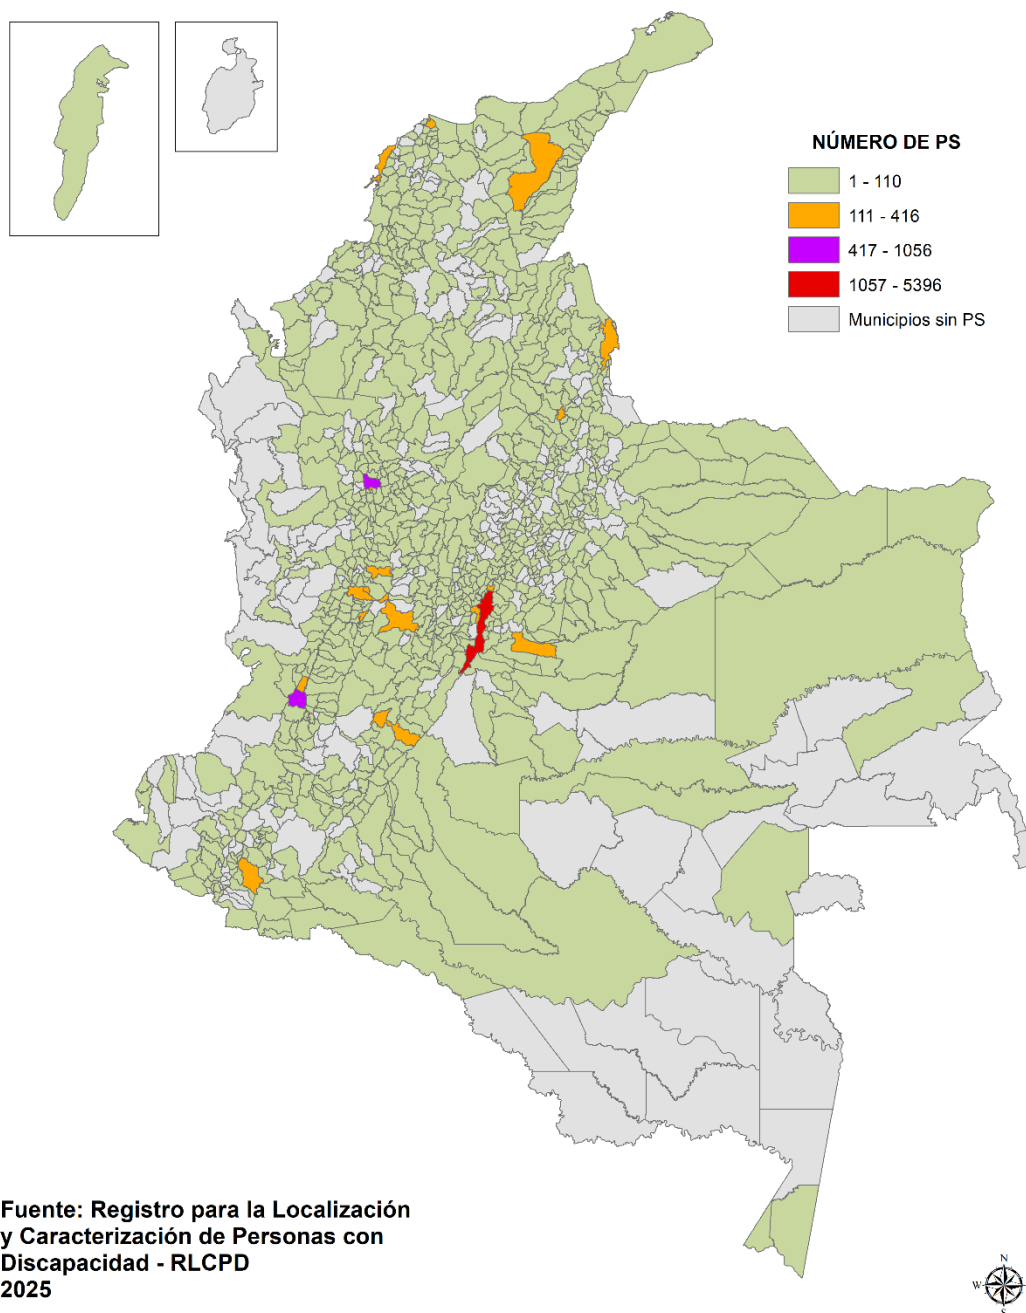 NÚMERO DE PS
1 - 110
111 - 416
417 - 1056
1057 - 5396
Municipios sin PS
Fuente: Registro para la Localización
y Caracterización de Personas con
Discapacidad - RLCPD
2025
N
W
S